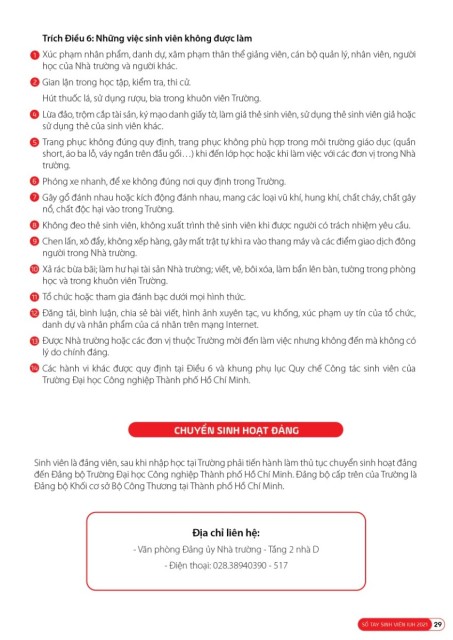 Trích Điều 6: Những việc sinh viên không được làm
1 Xúc phạm nhân phẩm, danh dự, xâm phạm thân thể giảng viên, cán bộ quản lý, nhân viên, người
học của Nhà trường và người khác.
2 Gian lận trong học tập, kiểm tra, thi cử.
Hút thuốc lá, sử dụng rượu, bia trong khuôn viên Trường.
4 Lừa đảo, trộm cắp tài sản, ký mạo danh giấy tờ, làm giả thẻ sinh viên, sử dụng thẻ sinh viên giả hoặc
sử dụng thẻ của sinh viên khác.
5 Trang phục không đúng quy định, trang phục không phù hợp trong môi trường giáo dục (quần
short, áo ba lỗ, váy ngắn trên đầu gối…) khi đến lớp học hoặc khi làm việc với các đơn vị trong Nhà
trường.
6 Phóng xe nhanh, để xe không đúng nơi quy định trong Trường.
7 Gây gổ đánh nhau hoặc kích động đánh nhau, mang các loại vũ khí, hung khí, chất cháy, chất gây
nổ, chất độc hại vào trong Trường.
8 Không đeo thẻ sinh viên, không xuất trình thẻ sinh viên khi được người có trách nhiệm yêu cầu.
9 Chen lấn, xô đẩy, không xếp hàng, gây mất trật tự khi ra vào thang máy và các điểm giao dịch đông
người trong Nhà trường.
10 Xả rác bừa bãi; làm hư hại tài sản Nhà trường; viết, vẽ, bôi xóa, làm bẩn lên bàn, tường trong phòng
học và trong khuôn viên Trường.
11 Tổ chức hoặc tham gia đánh bạc dưới mọi hình thức.
12 Đăng tải, bình luận, chia sẻ bài viết, hình ảnh xuyên tạc, vu khống, xúc phạm uy tín của tổ chức,
danh dự và nhân phẩm của cá nhân trên mạng Internet.
13 Được Nhà trường hoặc các đơn vị thuộc Trường mời đến làm việc nhưng không đến mà không có
lý do chính đáng.
14 Các hành vi khác được quy định tại Điều 6 và khung phụ lục Quy chế Công tác sinh viên của
Trường Đại học Công nghiệp Thành phố Hồ Chí Minh.
CHUYỂN SINH HOẠT ĐẢNG
Sinh viên là đảng viên, sau khi nhập học tại Trường phải tiến hành làm thủ tục chuyển sinh hoạt đảng
đến Đảng bộ Trường Đại học Công nghiệp Thành phố Hồ Chí Minh. Đảng bộ cấp trên của Trường là
Đảng bộ Khối cơ sở Bộ Công Thương tại Thành phố Hồ Chí Minh.
Địa chỉ liên hệ:
- Văn phòng Đảng ủy Nhà trường - Tầng 2 nhà D
- Điện thoại: 028.38940390 - 517
SỔ TAY SINH VIÊN IUH 2021 29